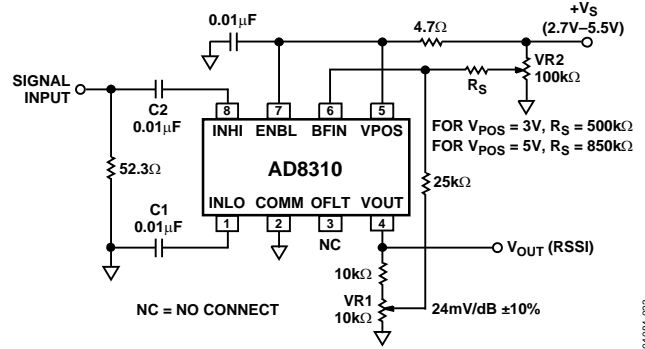 0.01μF
4.7Ω
+VS
(2.7V–5.5V)
SIGNAL
INPUT
C2
0.01μF
VR2
100kΩ
RS
8
7
6
5
INHI ENBL BFIN VPOS
FOR VPOS = 3V, RS = 500kΩ
FOR VPOS = 5V, RS = 850kΩ
52.3Ω
AD8310
25kΩ
C1
0.01μF
INLO COMM OFLT VOUT
1
2
3
4
NC
VOUT (RSSI)
10kΩ
VR1
10kΩ
24mV/dB ±10%
NC = NO CONNECT